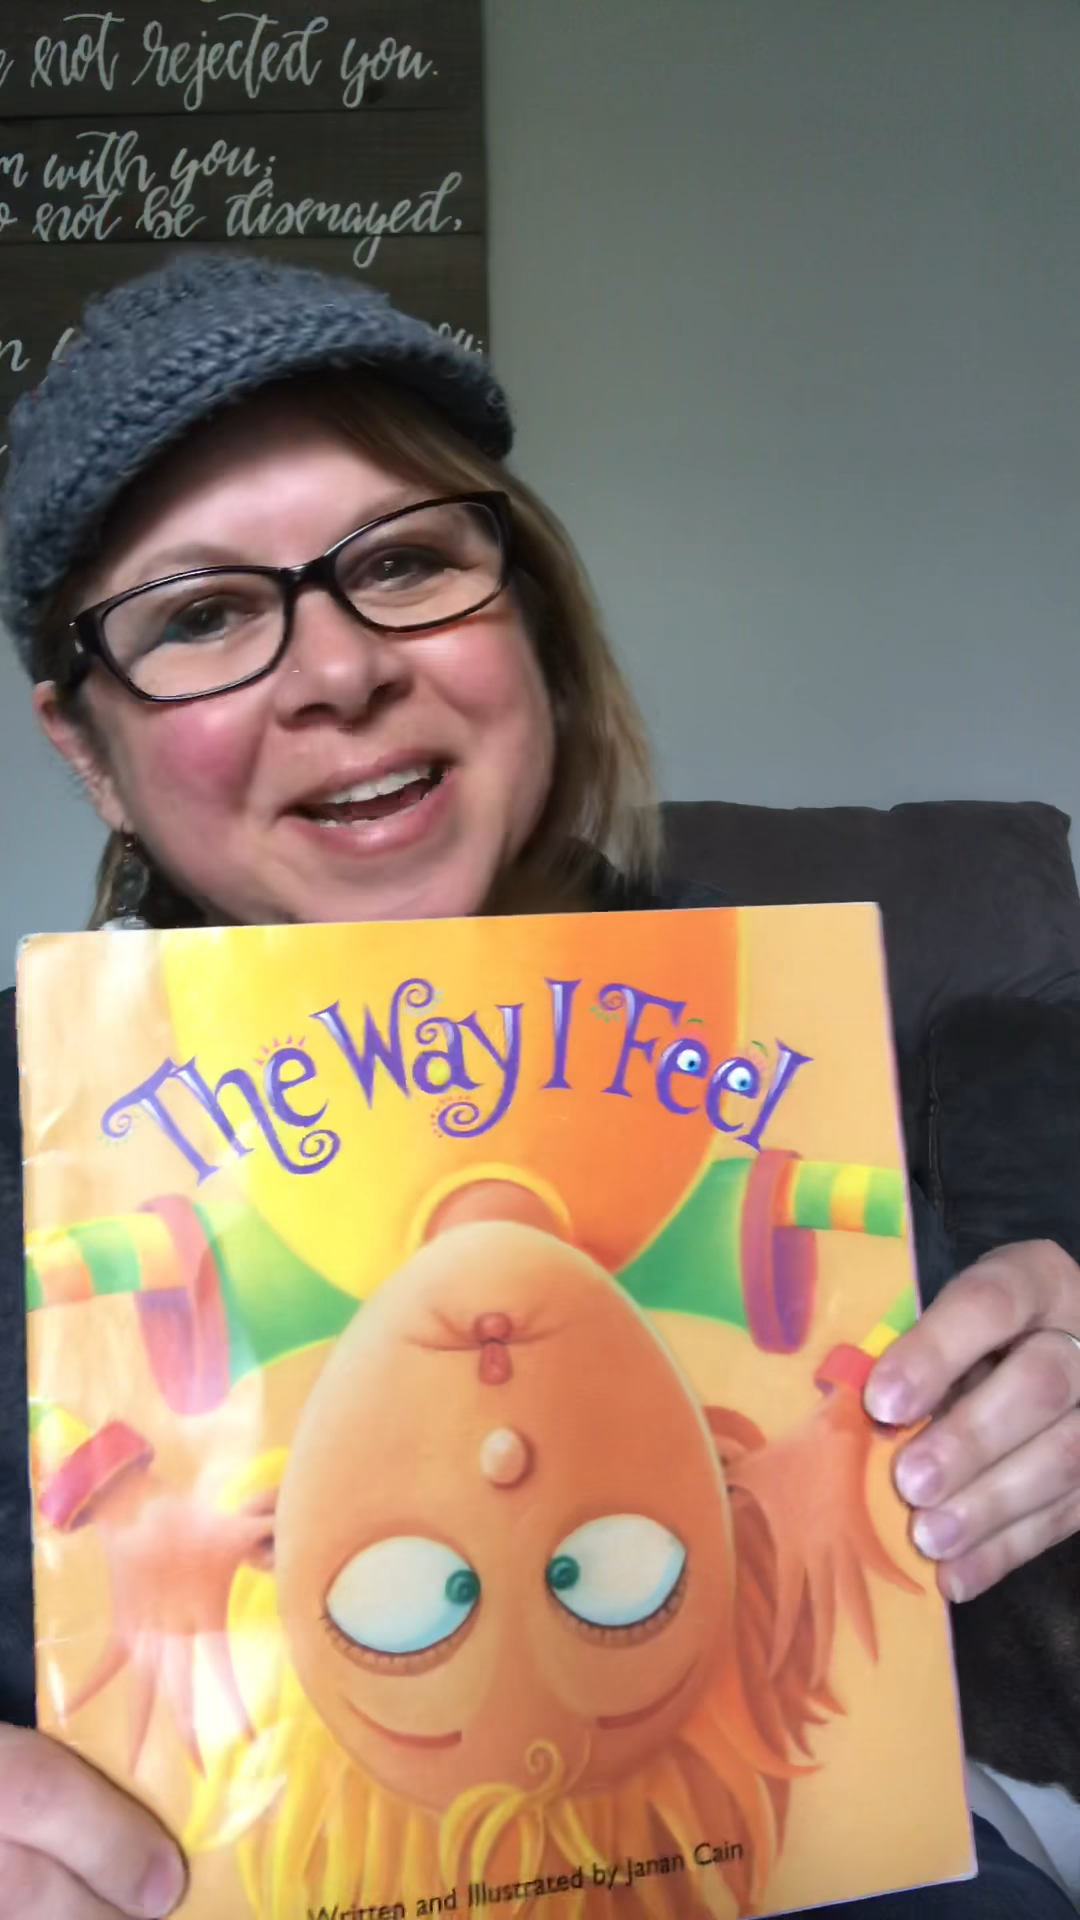 not rejected you.
with you;
not be dismayed,
The Way I Feel
Written and Illustrated by Janan Cain